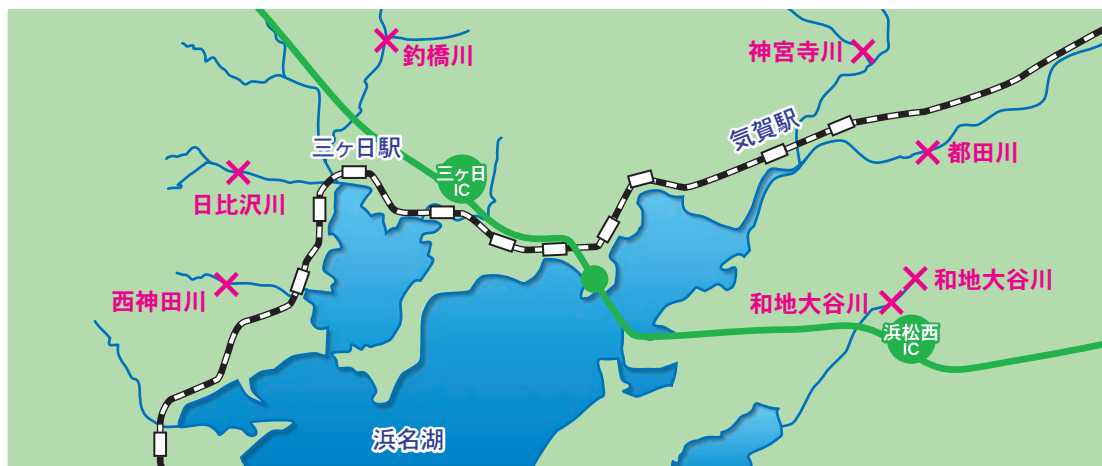 釣橋川
神宮寺川
三ヶ日駅
気賀駅
三ヶ日
IC
都田川
日比沢川
西神田川
和地大谷川
和地大谷川
浜松西
IC
浜名湖